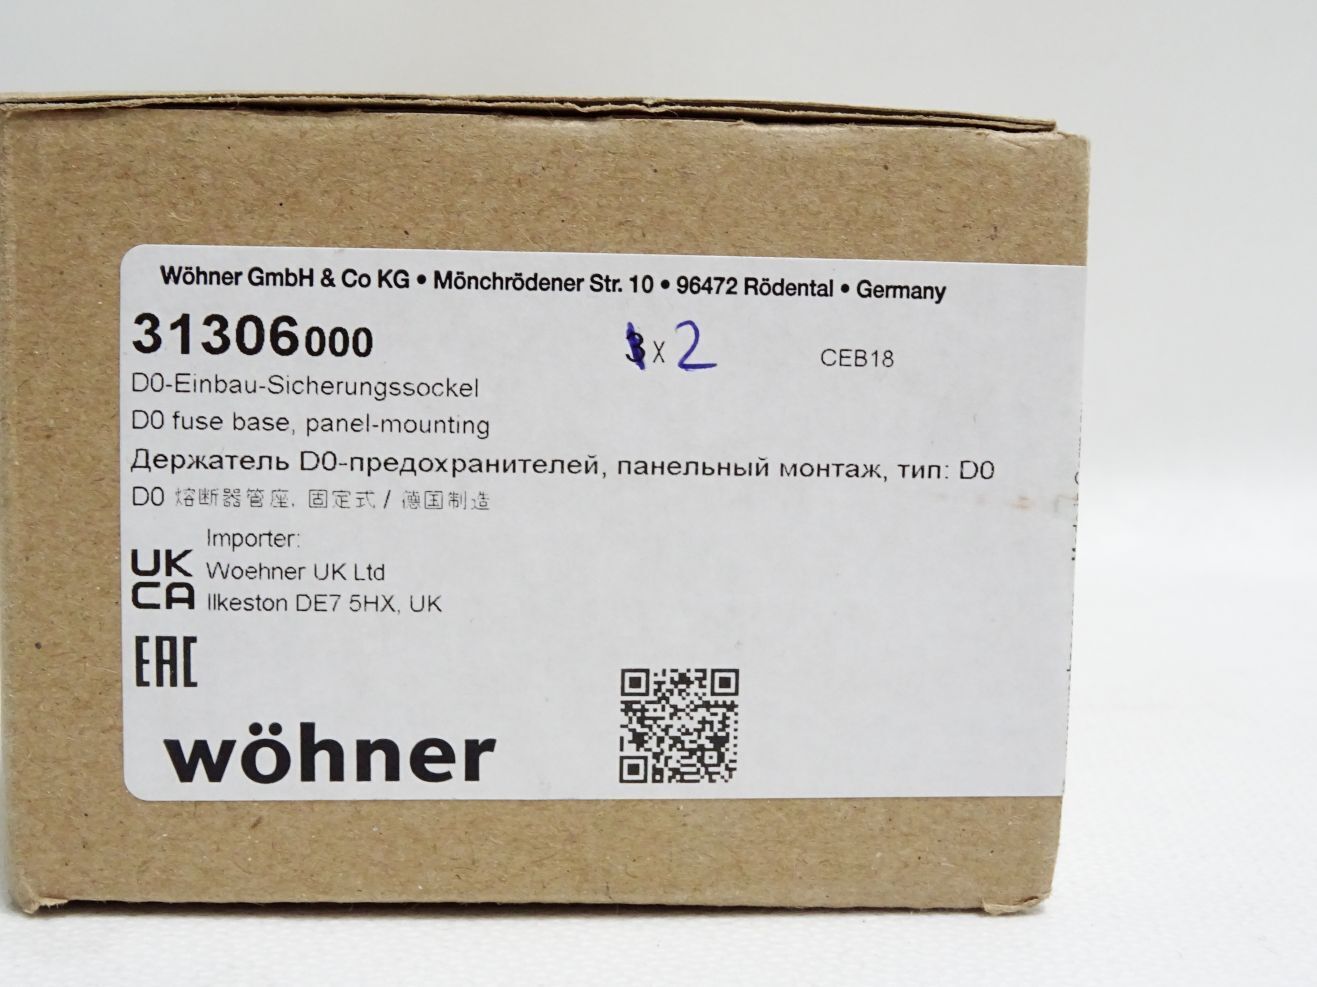 Wöhner GmbH & Co KG • Mönchrödener Str. 10 • 96472 Rödental • Germany
31306000
3 x 2 CEB18
D0-Einbau-Sicherungssockel
D0 fuse base, panel-mounting
Держатель D0-предохранителей, панельный монтаж, тип: D0
D0 熔断器管座, 固定式 / 德国制造
Importer:
UK CA
Woehner UK Ltd
Ilkeston DE7 5HX, UK
EAC
wöhner